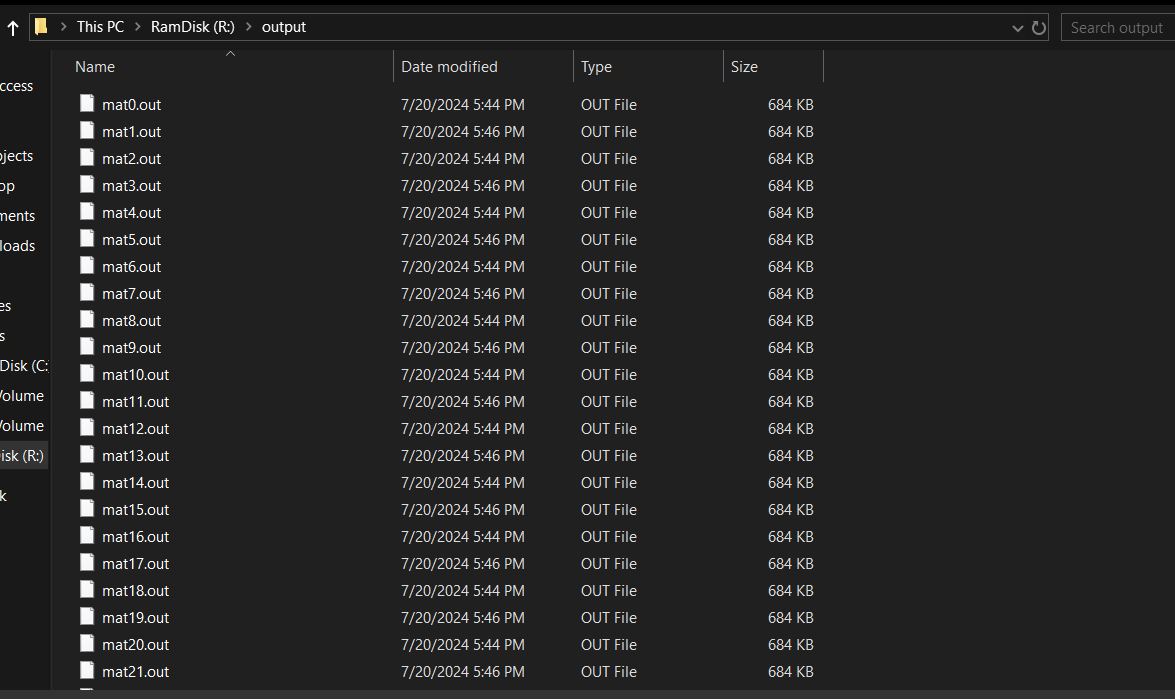 This PC > RamDisk (R:) > output Search output
Name Date modified Type Size
ccess
ojects
op
ments
loads
es
s
Disk (C:
Volume
Volume
isk (R:)
k
mat0.out 7/20/2024 5:44 PM OUT File 684 KB
mat1.out 7/20/2024 5:46 PM OUT File 684 KB
mat2.out 7/20/2024 5:44 PM OUT File 684 KB
mat3.out 7/20/2024 5:46 PM OUT File 684 KB
mat4.out 7/20/2024 5:44 PM OUT File 684 KB
mat5.out 7/20/2024 5:46 PM OUT File 684 KB
mat6.out 7/20/2024 5:44 PM OUT File 684 KB
mat7.out 7/20/2024 5:46 PM OUT File 684 KB
mat8.out 7/20/2024 5:44 PM OUT File 684 KB
mat9.out 7/20/2024 5:46 PM OUT File 684 KB
mat10.out 7/20/2024 5:44 PM OUT File 684 KB
mat11.out 7/20/2024 5:46 PM OUT File 684 KB
mat12.out 7/20/2024 5:44 PM OUT File 684 KB
mat13.out 7/20/2024 5:46 PM OUT File 684 KB
mat14.out 7/20/2024 5:44 PM OUT File 684 KB
mat15.out 7/20/2024 5:46 PM OUT File 684 KB
mat16.out 7/20/2024 5:44 PM OUT File 684 KB
mat17.out 7/20/2024 5:46 PM OUT File 684 KB
mat18.out 7/20/2024 5:44 PM OUT File 684 KB
mat19.out 7/20/2024 5:46 PM OUT File 684 KB
mat20.out 7/20/2024 5:44 PM OUT File 684 KB
mat21.out 7/20/2024 5:46 PM OUT File 684 KB